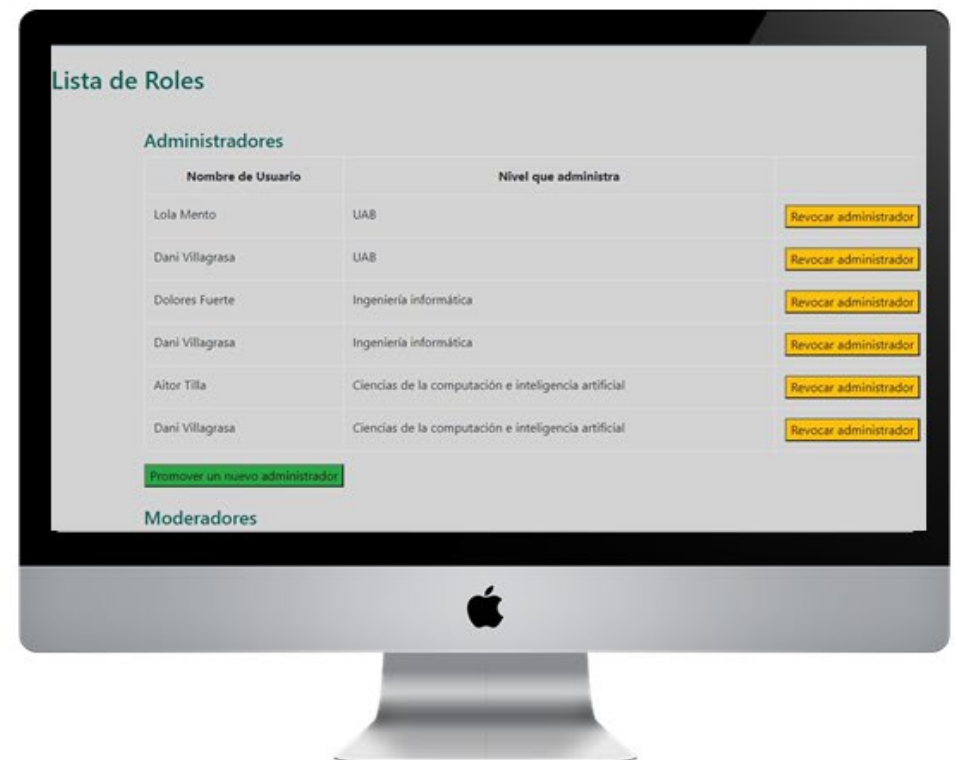 Lista de Roles
Administradores
Nombre de Usuario Nivel que administra
Lola Mento UAB Revocar administrador
Dani Villagrasa UAB Revocar administrador
Dolores Fuerte Ingeniería informática Revocar administrador
Dani Villagrasa Ingeniería informática Revocar administrador
Aitor Tilla Ciencias de la computación e inteligencia artificial Revocar administrador
Dani Villagrasa Ciencias de la computación e inteligencia artificial Revocar administrador
Promover un nuevo administrador
Moderadores